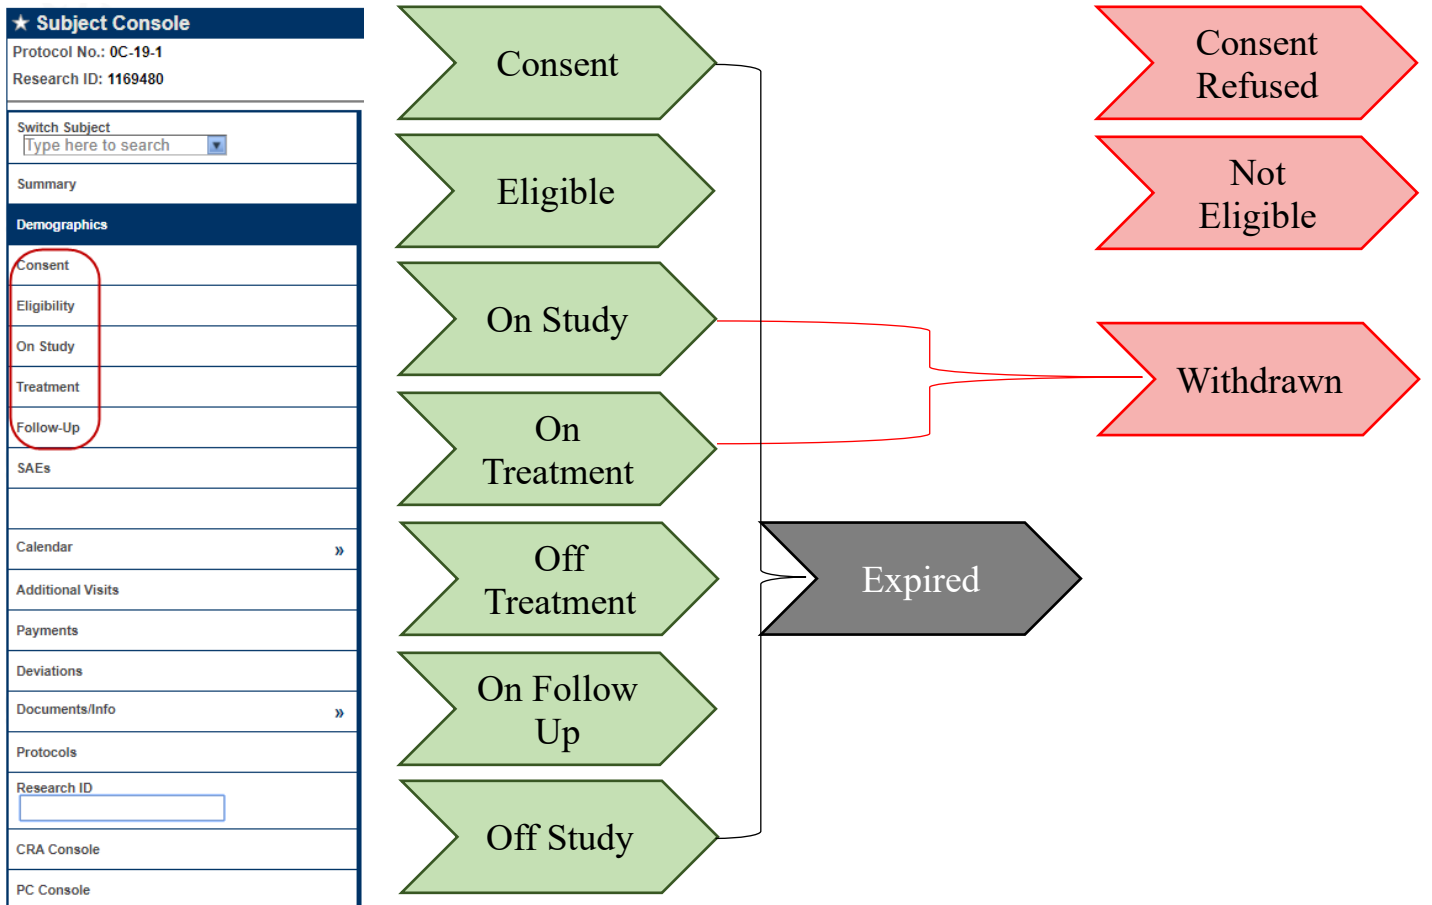 ★ Subject Console
Protocol No.: 0C-19-1
Research ID: 1169480
Switch Subject
Type here to search
Summary
Demographics
Consent
Eligibility
On Study
Treatment
Follow-Up
SAEs
Calendar »
Additional Visits
Payments
Deviations
Documents/Info »
Protocols
Research ID
CRA Console
PC Console
Consent
Eligible
On Study
On
Treatment
Off
Treatment
On Follow
Up
Off Study
Expired
Consent
Refused
Not
Eligible
Withdrawn